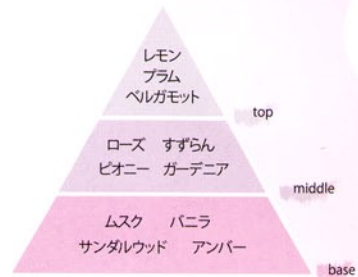 レモン
プラム
ベルガモット
top
ローズ すずらん
ピオニー ガーデニア
middle
ムスク バニラ
サンダルウッド アンバー
base